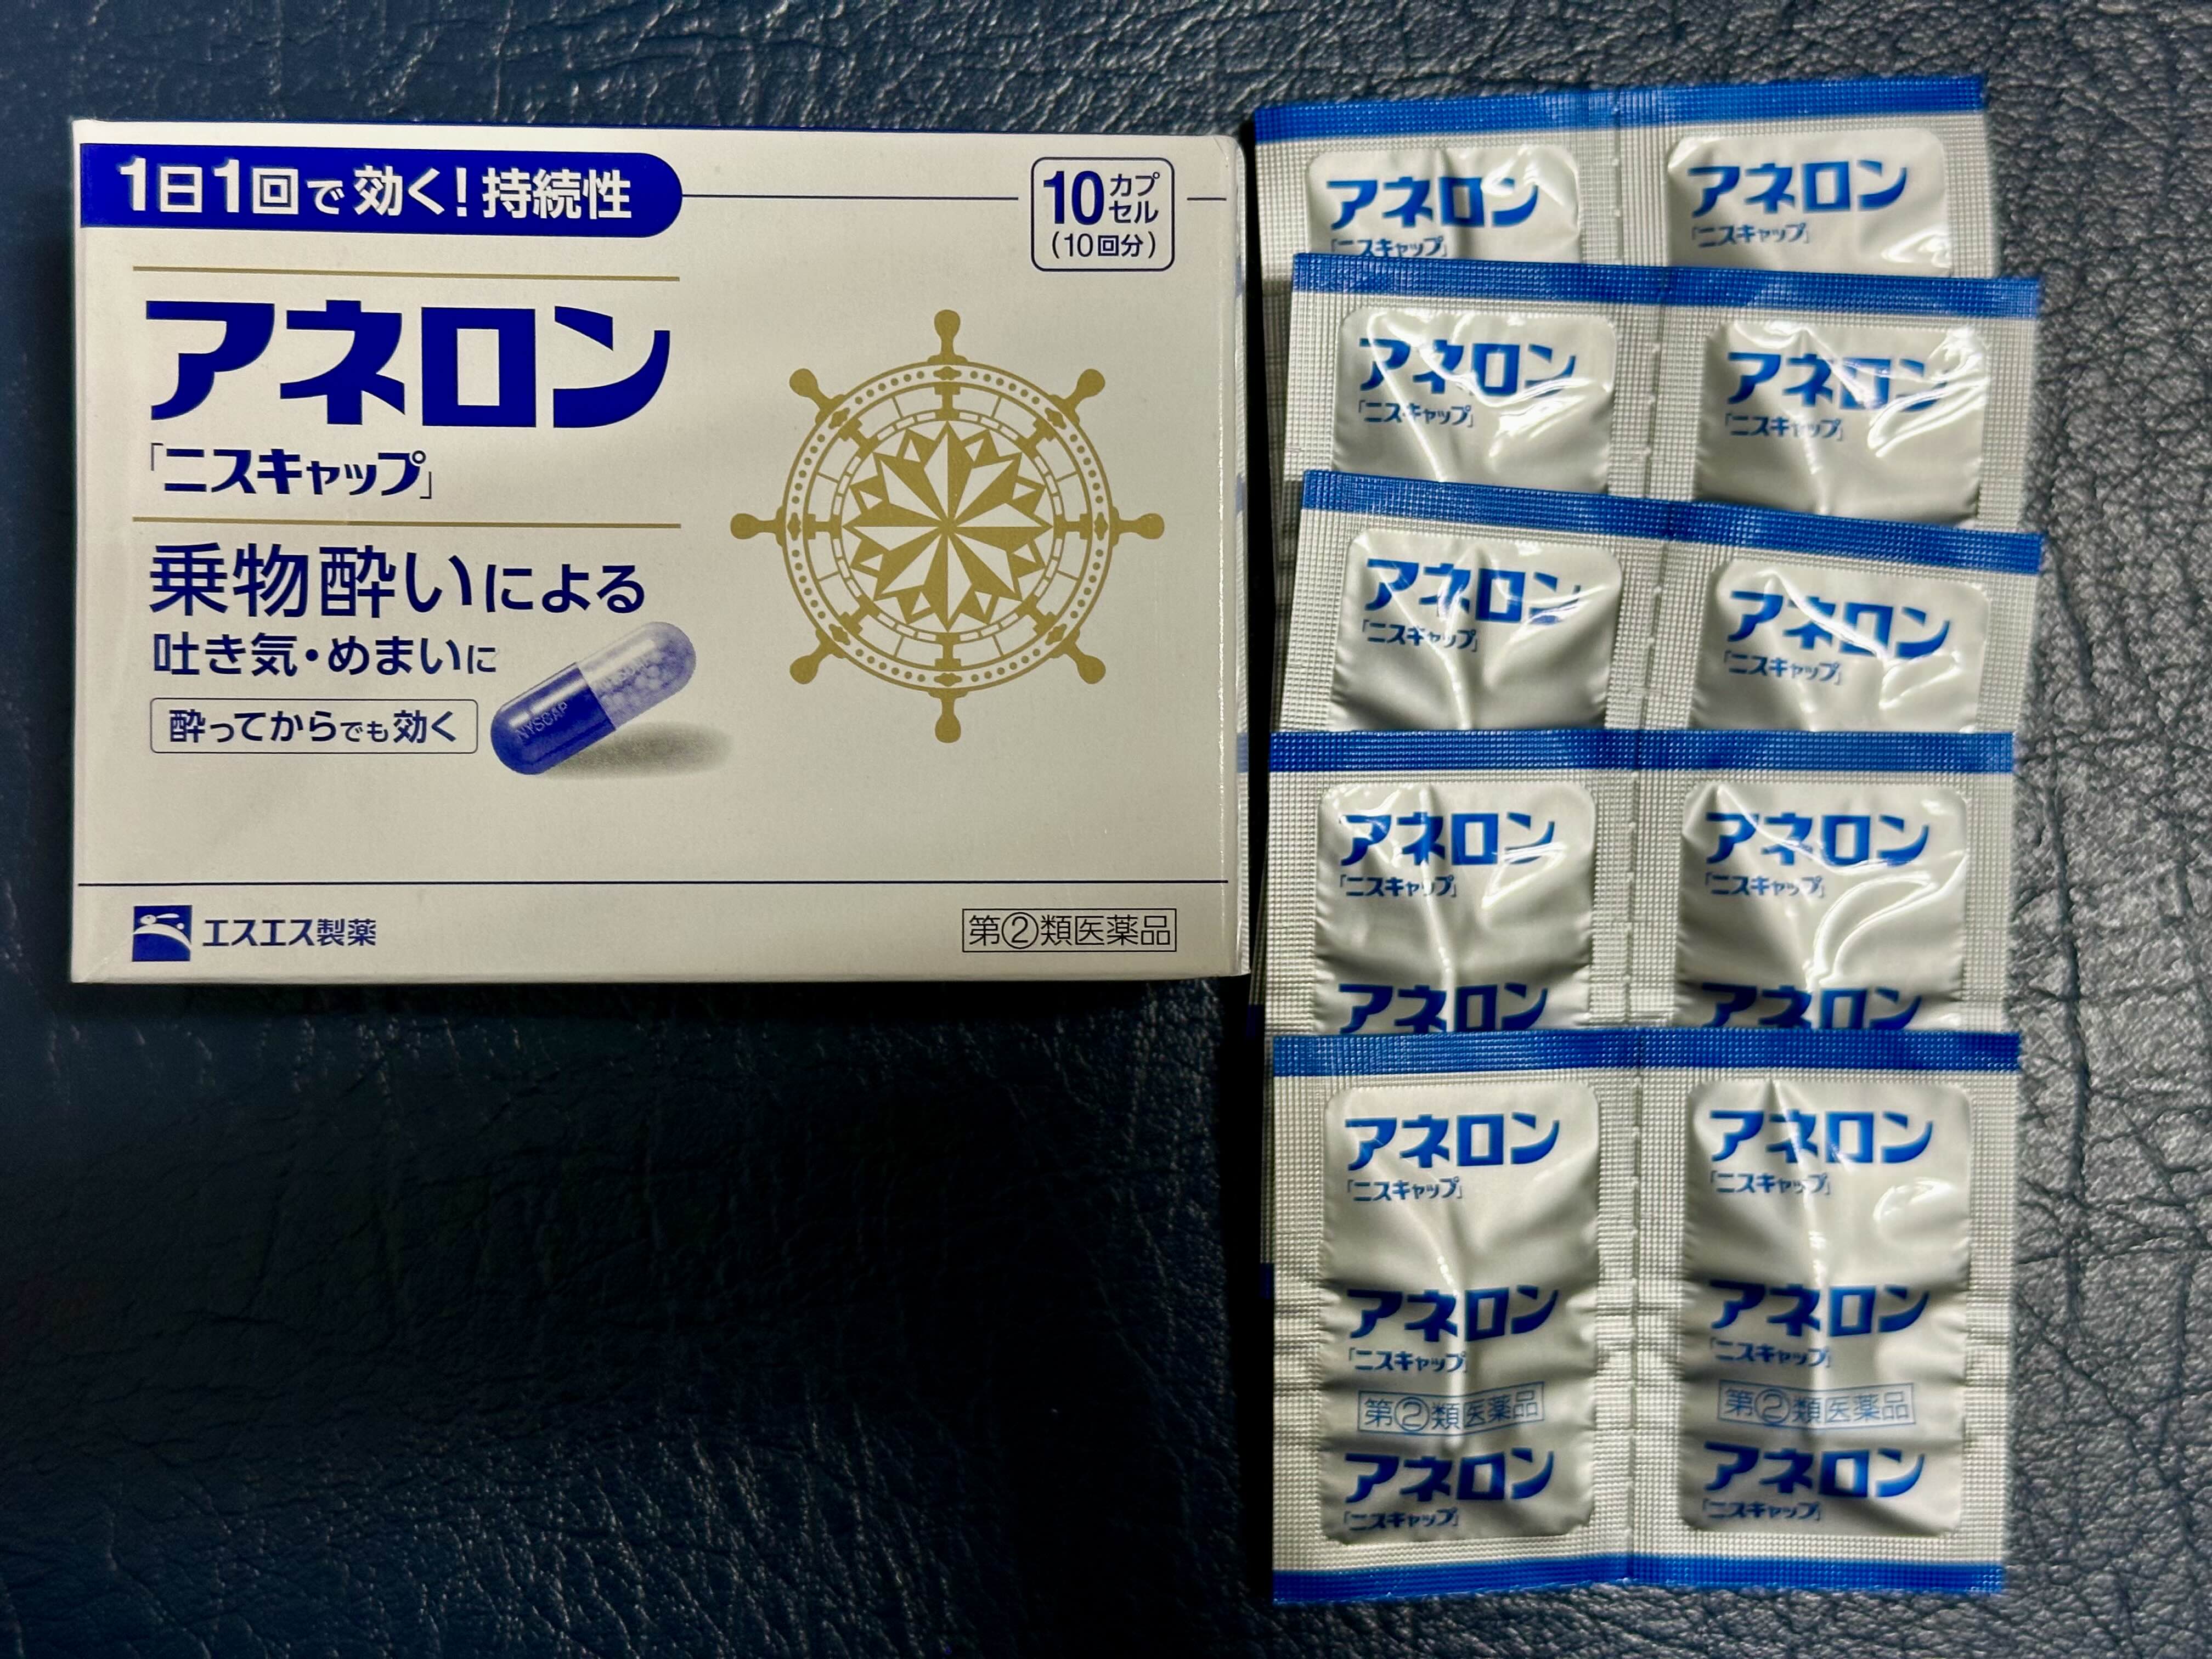 1日1回で効く!持続性
10カプセル
(10回分)
アネロン
「ニスキャップ」
乗物酔いによる
吐き気・めまいに
酔ってからでも効く
NYSCAP
エスエス製薬
第②類医薬品
アネロン アネロン
「ニスキャップ」 「ニスキャップ」
アネロン アネロン
「ニスキャップ」 「ニスキャップ」
アネロン アネロン
「ニスキャップ」 「ニスキャップ」
アネロン アネロン
「ニスキャップ」 「ニスキャップ」
アネロン アネロン
アネロン アネロン
「ニスキャップ」 「ニスキャップ」
アネロン アネロン
「ニスキャップ」 「ニスキャップ」
第②類医薬品 第②類医薬品
アネロン アネロン
「ニスキャップ」 「ニスキャップ」